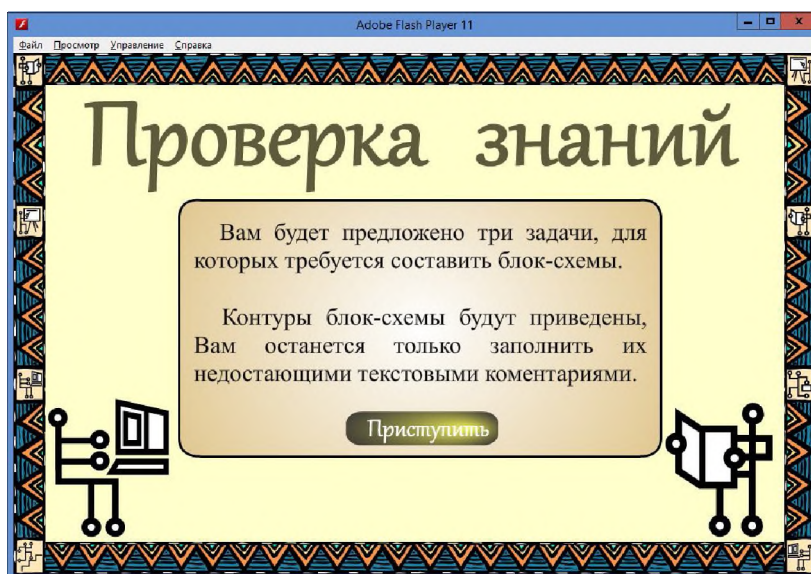 Adobe Flash Player 11
Файл Просмотр Управление Справка
Проверка знаний
Вам будет предложено три задачи, для
которых требуется составить блок-схемы.
Контуры блок-схемы будут приведены,
Вам останется только заполнить их
недостающими текстовыми коментариями.
Приступить